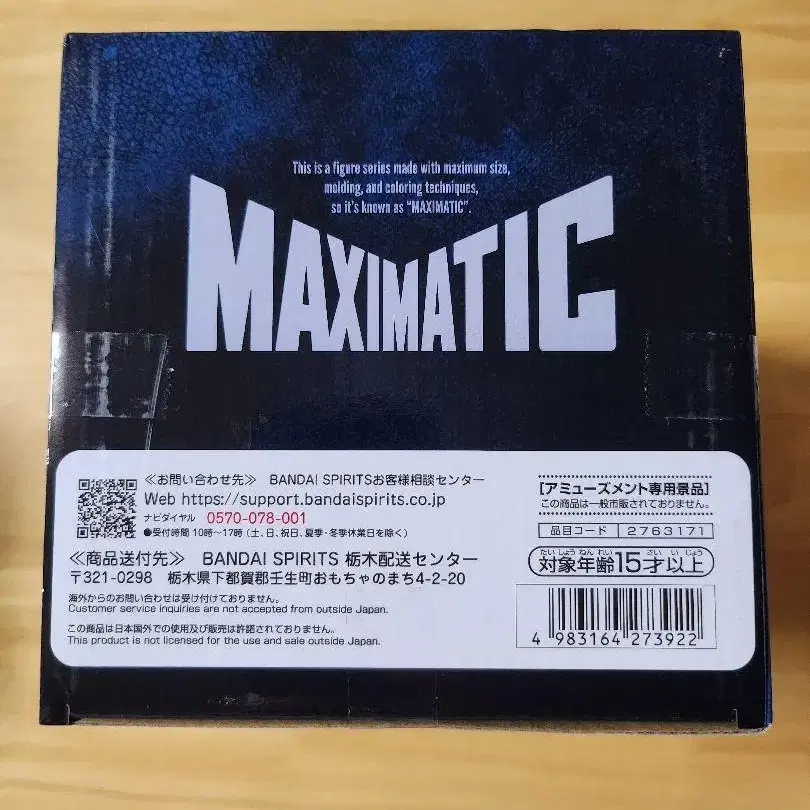 This is a figure series made with maximum size,
molding, and coloring techniques,
so it's known as "MAXIMATIC".
MAXIMATIC
≪お問い合わせ先≫ BANDAI SPIRITSお客様相談センター
Web https://support.bandaispirits.co.jp
ナビダイヤル 0570-078-001
●受付時間 10時〜17時 (土、日、祝日、夏季・冬季休業日を除く)
≪商品送付先≫ BANDAI SPIRITS 栃木配送センター
〒321-0298 栃木県下都賀郡壬生町おもちゃのまち4-2-20
海外からのお問い合わせは受け付けておりません。
Customer service inquiries are not accepted from outside Japan.
この商品は日本国外での使用及び販売は許諾されておりません。
This product is not licensed for the use and sale outside Japan.
[アミューズメント専用景品]
この商品は一般市販されておりません。
品目コード 2763171
たい しょう ねん れい さい い じょう
対象年齢15才以上
4 983164 273922